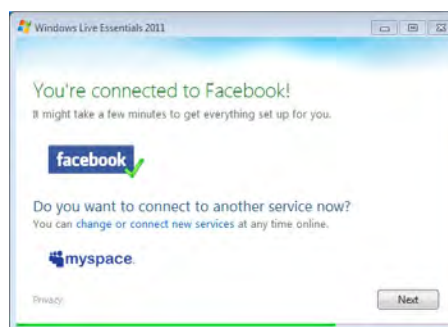 Windows Live Essentials 2011
You're connected to Facebook!
It might take a few minutes to get everything set up for you.
facebook
Do you want to connect to another service now?
You can change or connect new services at any time online.
myspace.
Privacy
Next